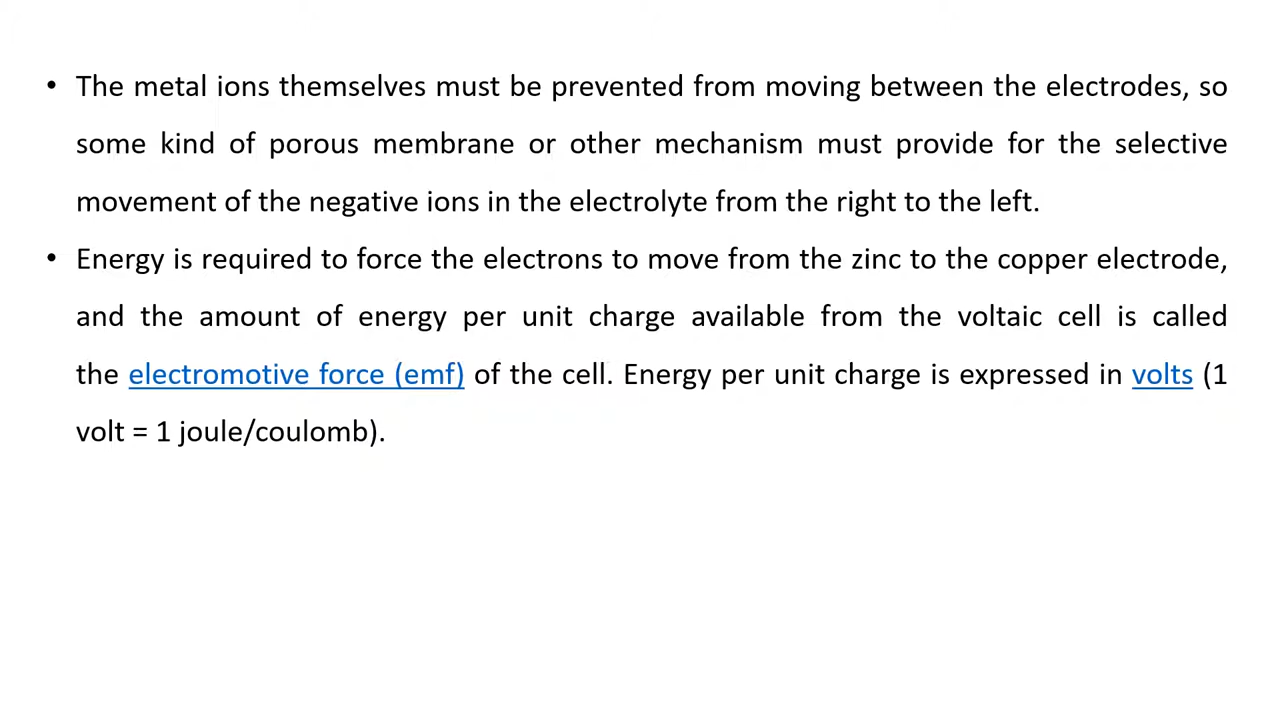 • The metal ions themselves must be prevented from moving between the electrodes, so
some kind of porous membrane or other mechanism must provide for the selective
movement of the negative ions in the electrolyte from the right to the left.
• Energy is required to force the electrons to move from the zinc to the copper electrode,
and the amount of energy per unit charge available from the voltaic cell is called
the electromotive force (emf) of the cell. Energy per unit charge is expressed in volts (1
volt = 1 joule/coulomb).